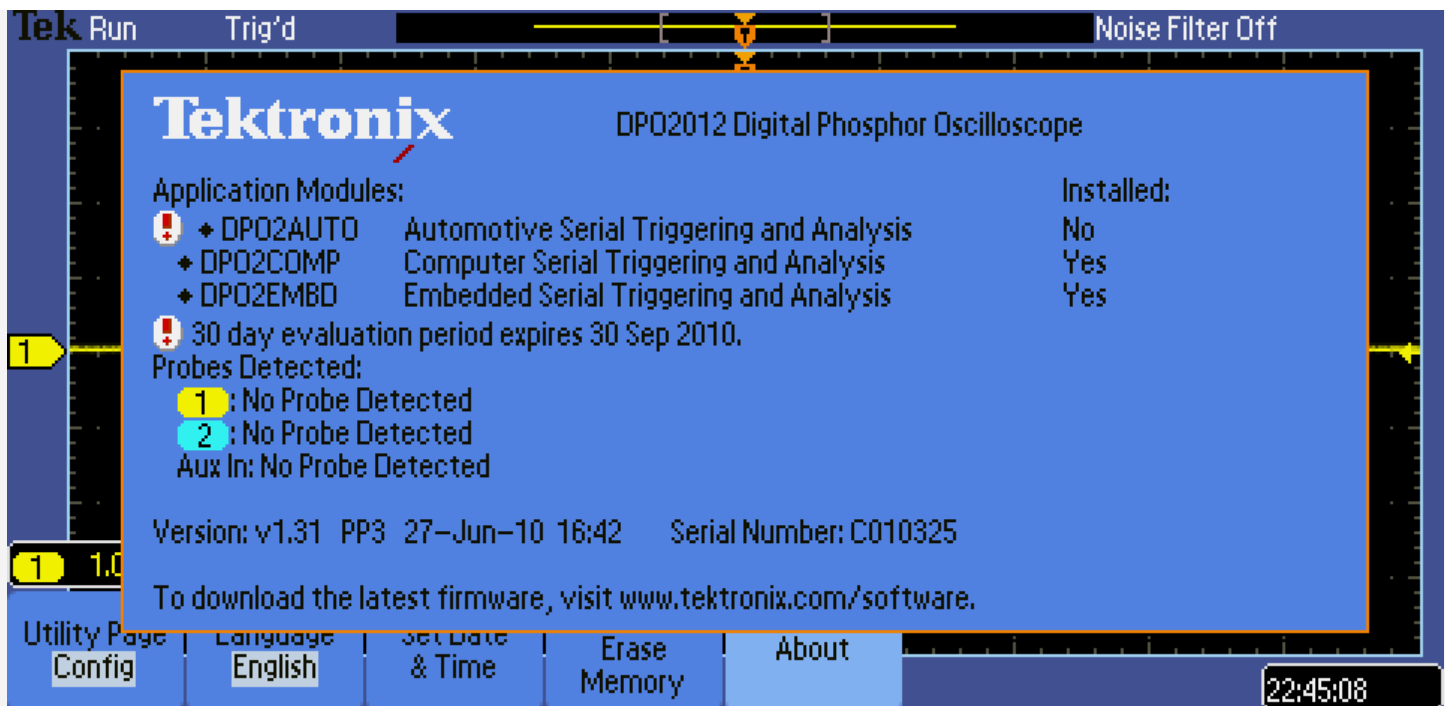 Tek Run Trig'd Noise Filter Off
T
Tektronix DPO2012 Digital Phosphor Oscilloscope
Application Modules: Installed:
! ◆ DPO2AUTO Automotive Serial Triggering and Analysis No
◆ DPO2COMP Computer Serial Triggering and Analysis Yes
◆ DPO2EMBD Embedded Serial Triggering and Analysis Yes
! 30 day evaluation period expires 30 Sep 2010.
1
Probes Detected:
1 : No Probe Detected
2 : No Probe Detected
Aux In: No Probe Detected
Version: v1.31 PP3 27-Jun-10 16:42 Serial Number: C010325
1 1.0
To download the latest firmware, visit www.tektronix.com/software.
Utility Page Language Set Date Erase About
Config English & Time Memory
22:45:08